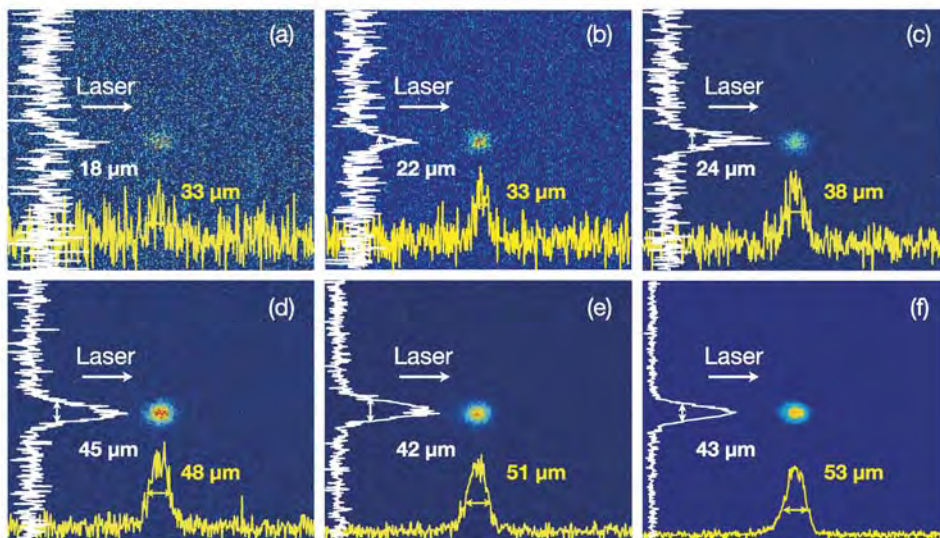 (a)
Laser
18 µm
33 µm
(b)
Laser
22 µm
33 µm
(c)
Laser
24 µm
38 µm
(d)
Laser
45 µm
48 µm
(e)
Laser
42 µm
51 µm
(f)
Laser
43 µm
53 µm